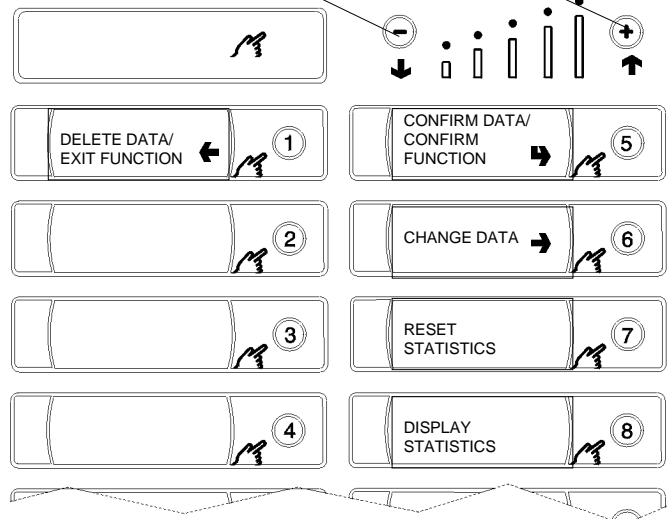 -
+
DELETE DATA/
EXIT FUNCTION
1
CONFIRM DATA/
CONFIRM
FUNCTION
5
2
CHANGE DATA
6
3
RESET
STATISTICS
7
4
DISPLAY
STATISTICS
8